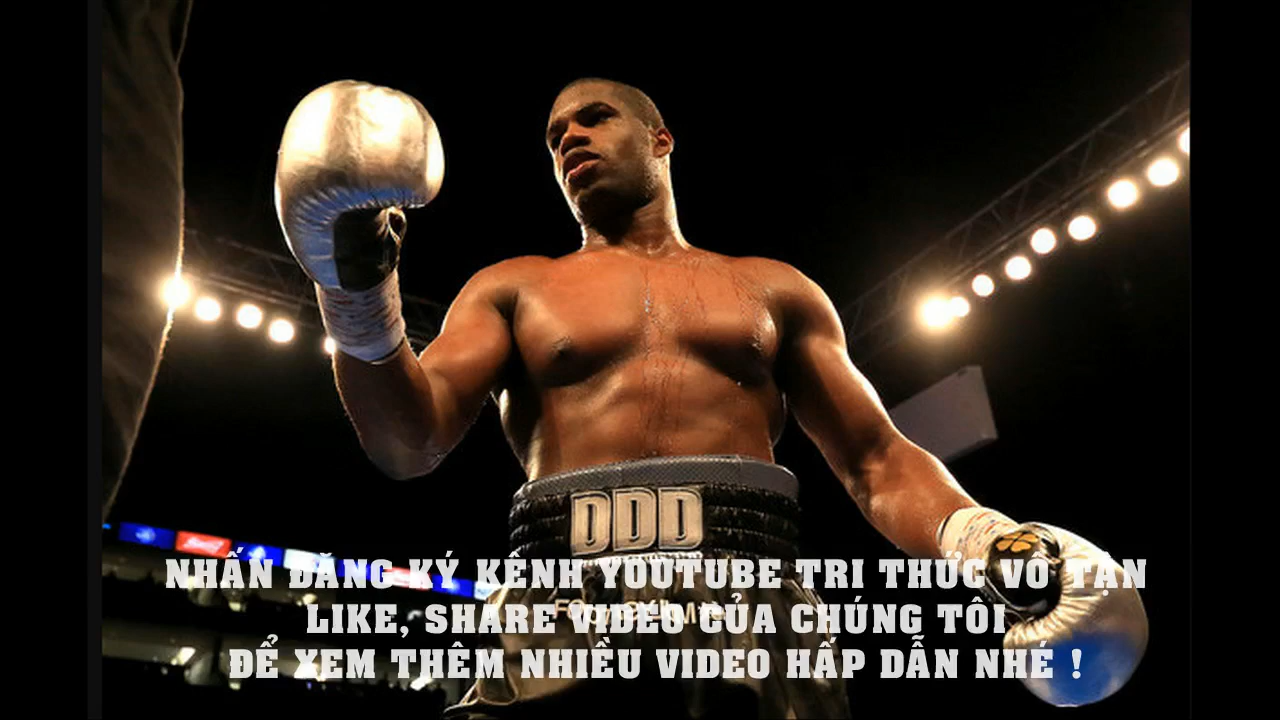 DDD
NHẤN ĐĂNG KÝ KÊNH YOUTUBE TRI THỨC VÔ TẬN
LIKE, SHARE VIDEO CỦA CHÚNG TÔI
ĐỂ XEM THÊM NHIỀU VIDEO HẤP DẪN NHÉ !